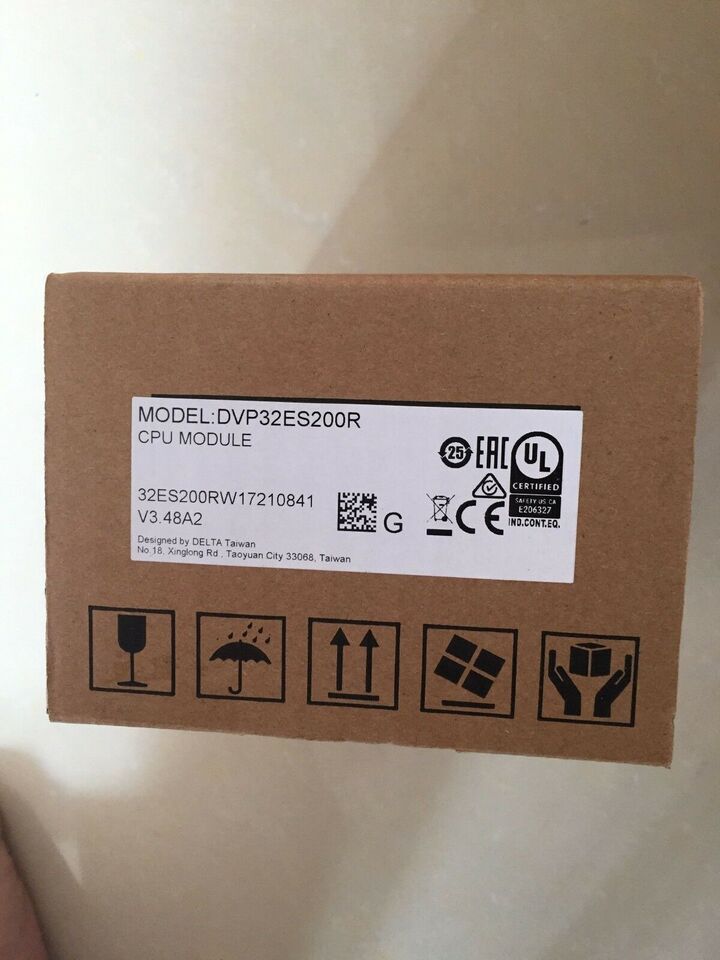 MODEL:DVP32ES200R
CPU MODULE
25
EAC
UL
CERTIFIED
SAFETY US CA
E206327
IND.CONT.EQ.
32ES200RW17210841
V3.48A2
G
CE
Designed by DELTA Taiwan
No.18, Xinglong Rd., Taoyuan City 33068, Taiwan